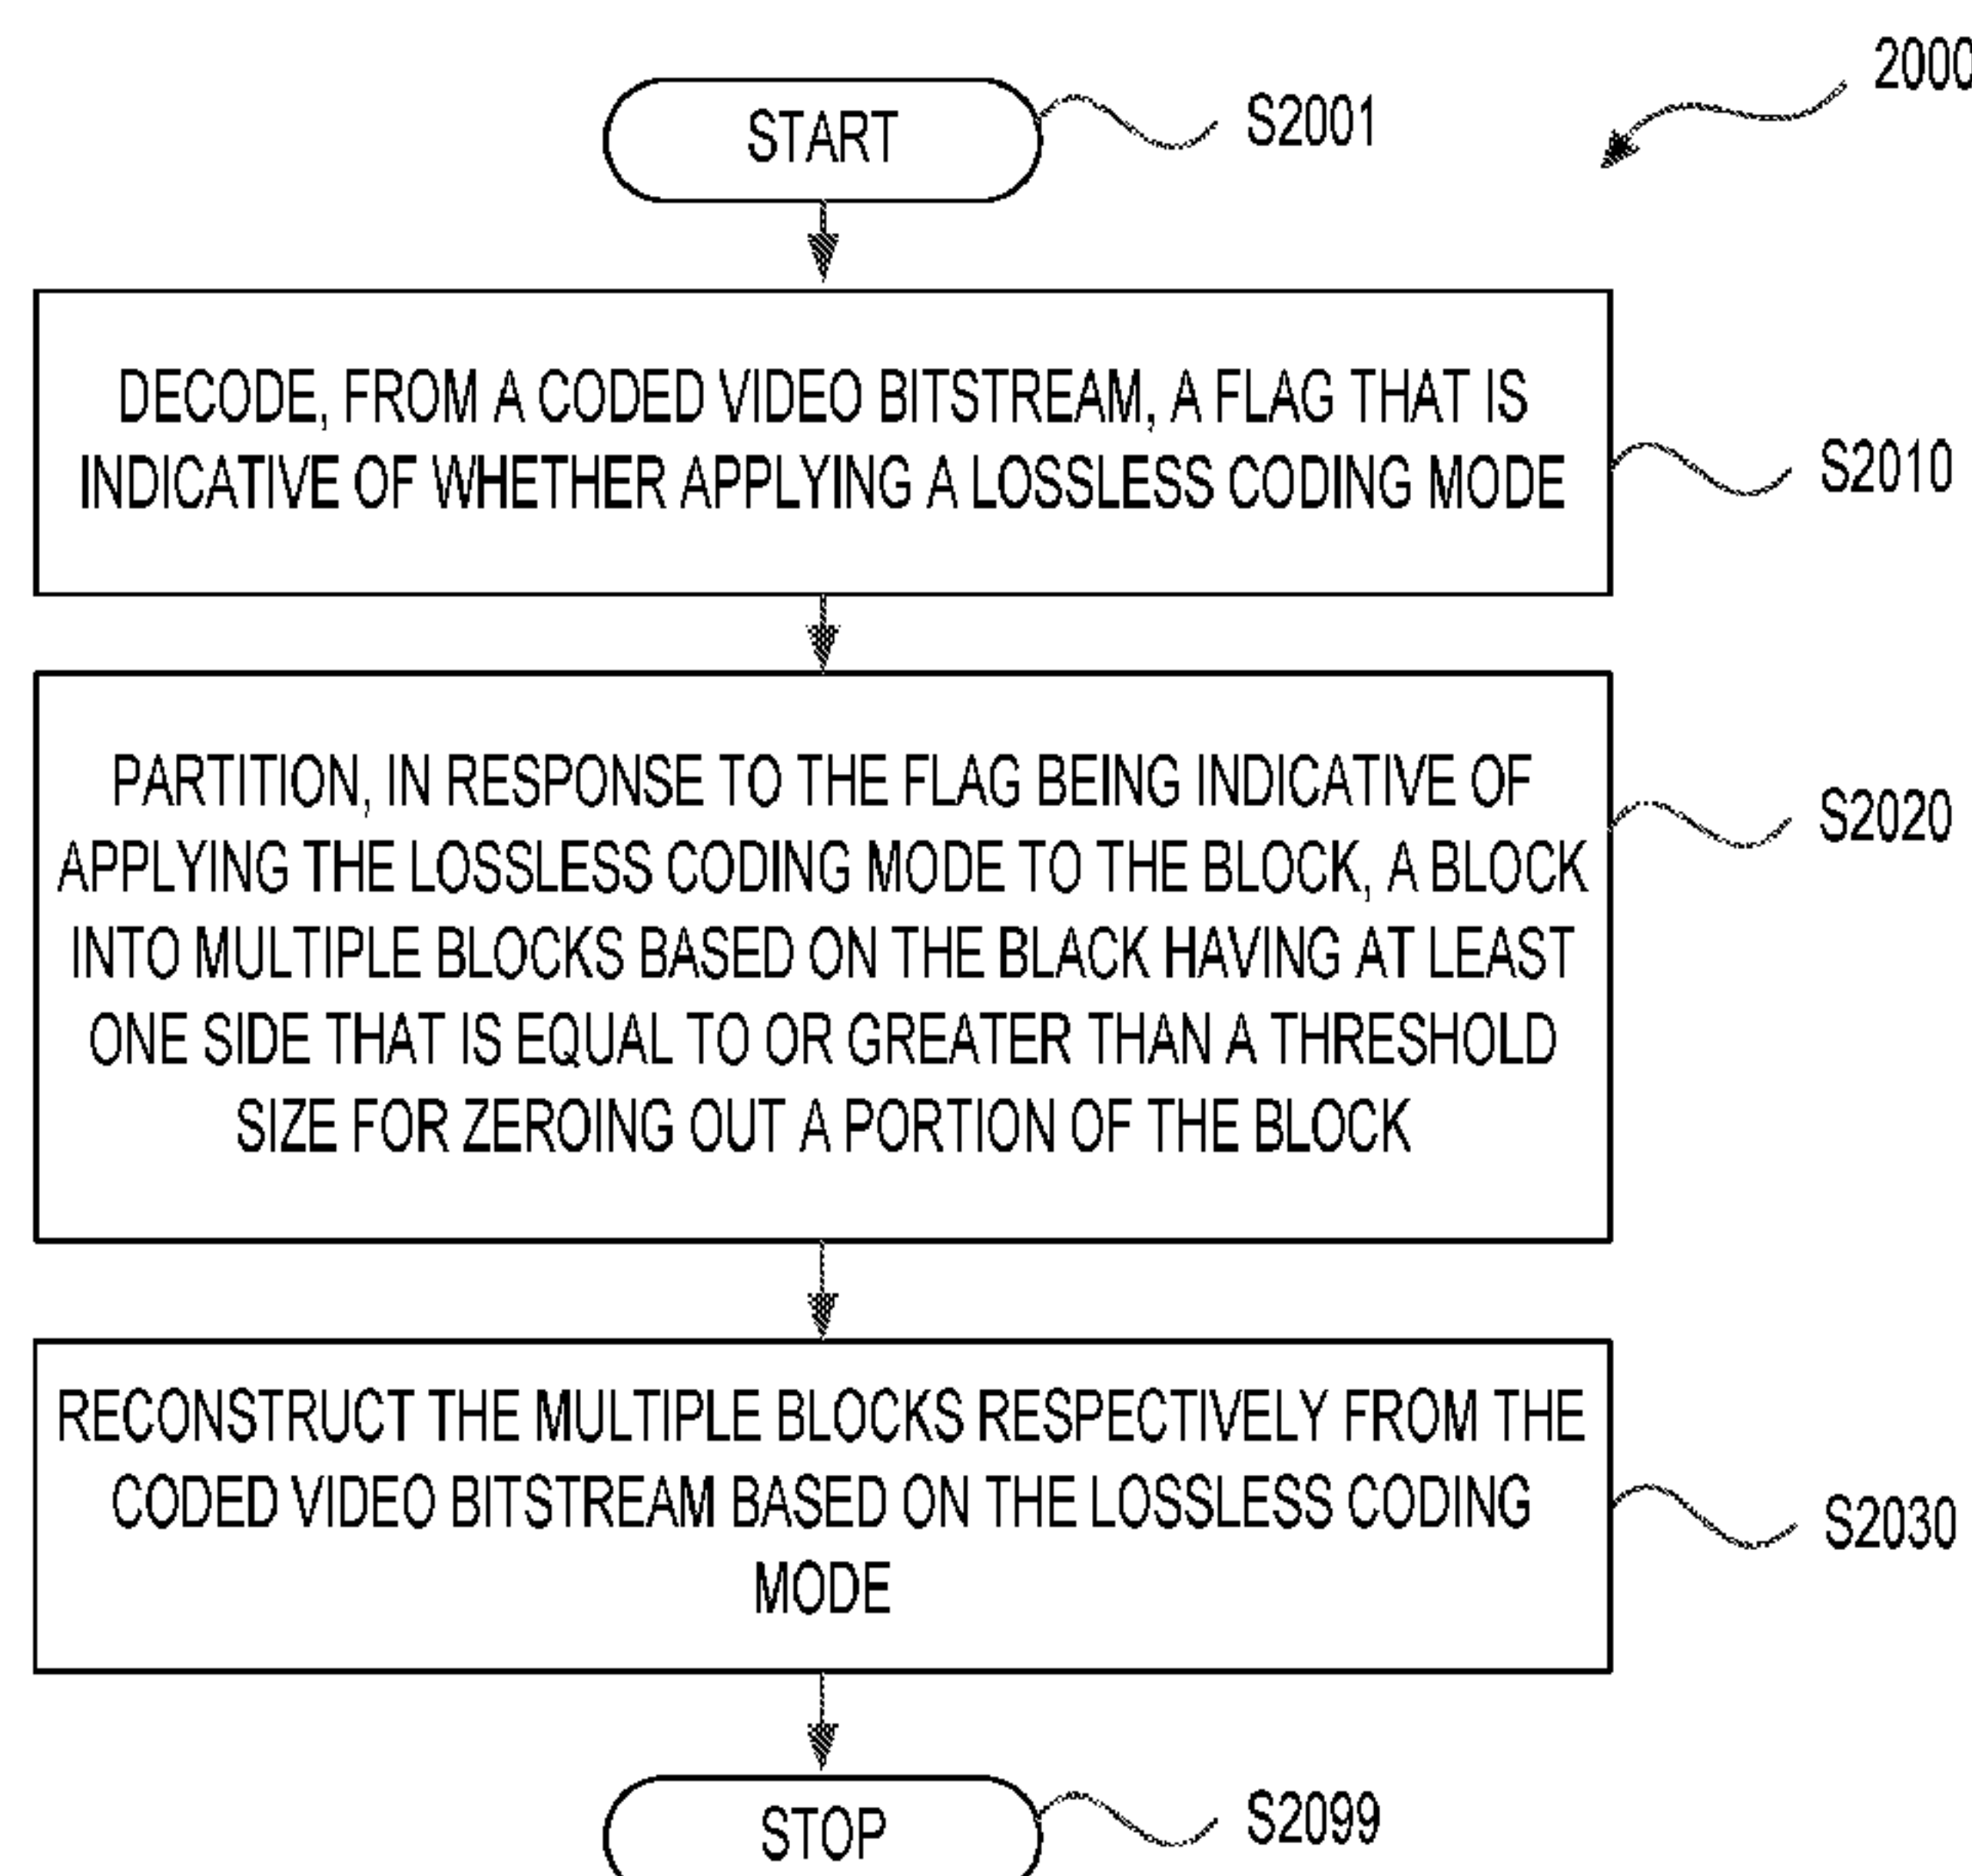 2000
START
S2001
DECODE, FROM A CODED VIDEO BITSTREAM, A FLAG THAT IS
INDICATIVE OF WHETHER APPLYING A LOSSLESS CODING MODE
S2010
PARTITION, IN RESPONSE TO THE FLAG BEING INDICATIVE OF
APPLYING THE LOSSLESS CODING MODE TO THE BLOCK, A BLOCK
INTO MULTIPLE BLOCKS BASED ON THE BLACK HAVING AT LEAST
ONE SIDE THAT IS EQUAL TO OR GREATER THAN A THRESHOLD
SIZE FOR ZEROING OUT A PORTION OF THE BLOCK
S2020
RECONSTRUCT THE MULTIPLE BLOCKS RESPECTIVELY FROM THE
CODED VIDEO BITSTREAM BASED ON THE LOSSLESS CODING
MODE
S2030
STOP
S2099